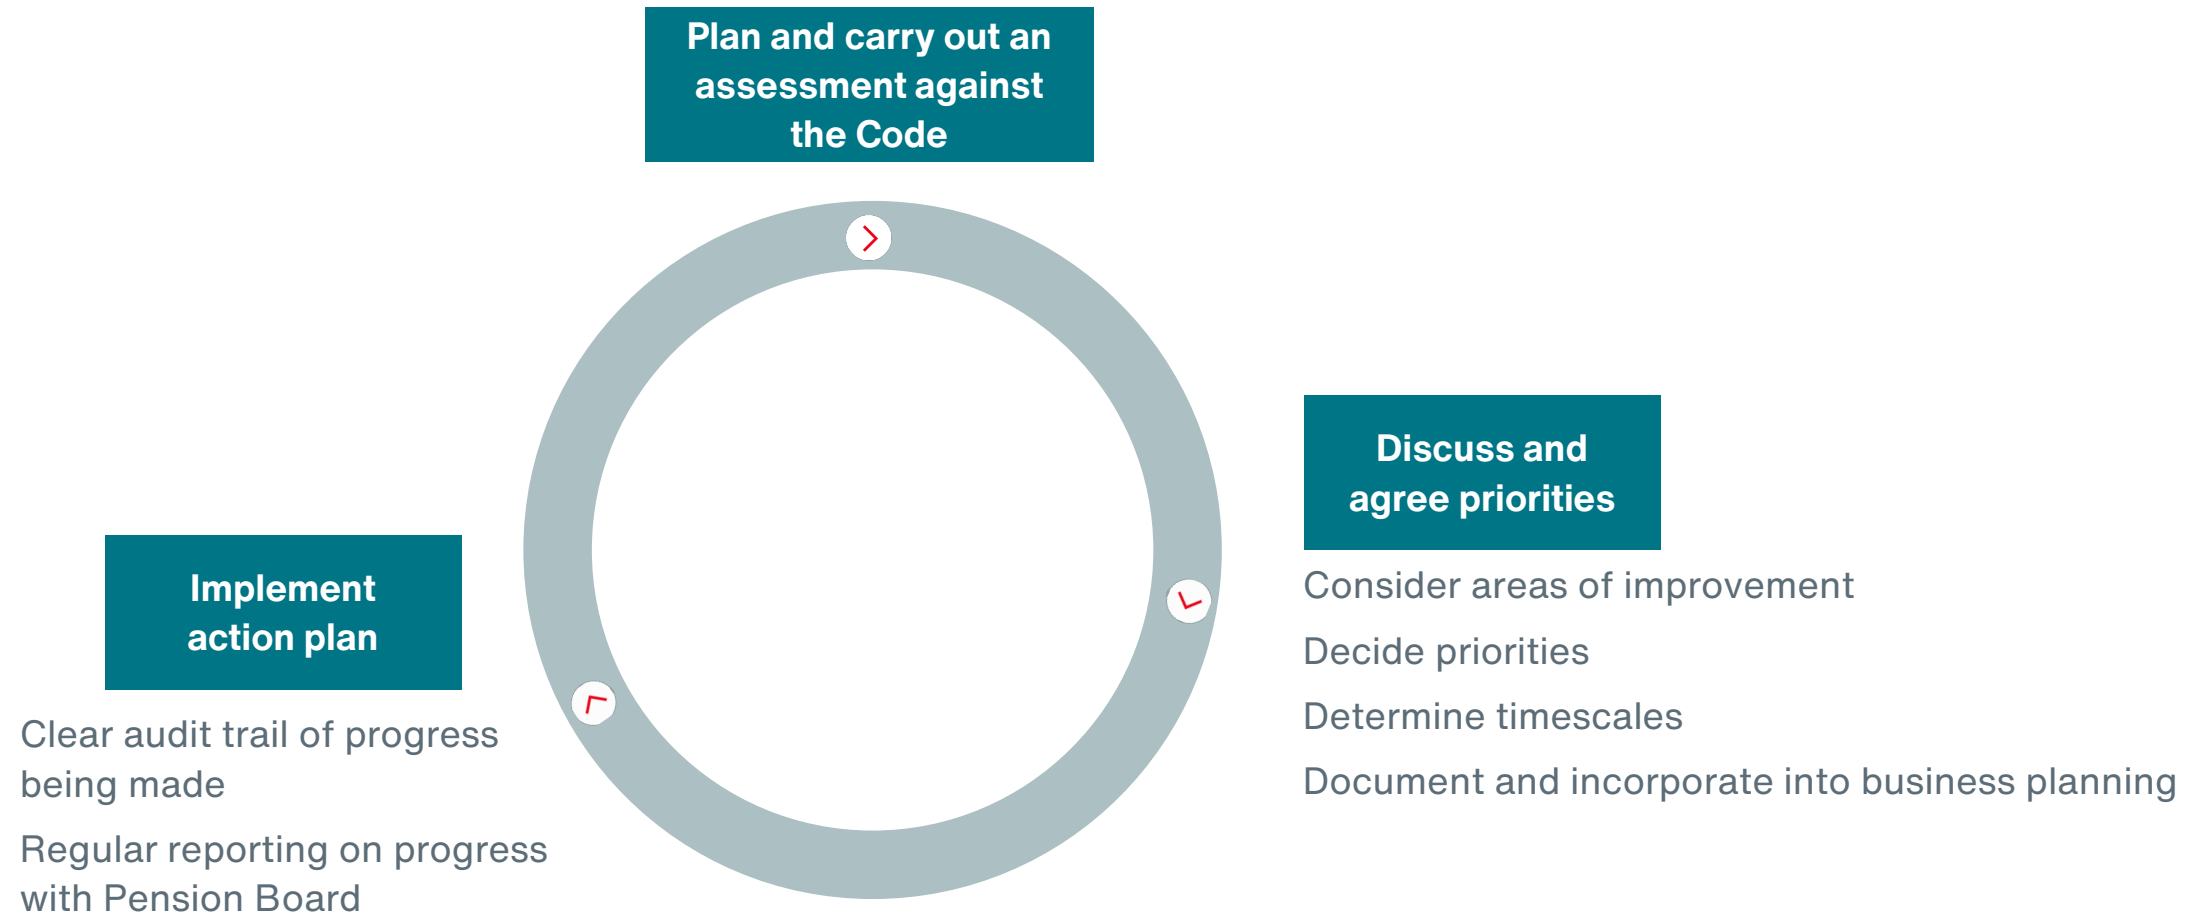 Plan and carry out an
assessment against
the Code
Discuss and
agree priorities
Consider areas of improvement
Decide priorities
Determine timescales
Document and incorporate into business planning
Implement
action plan
Clear audit trail of progress
being made
Regular reporting on progress
with Pension Board